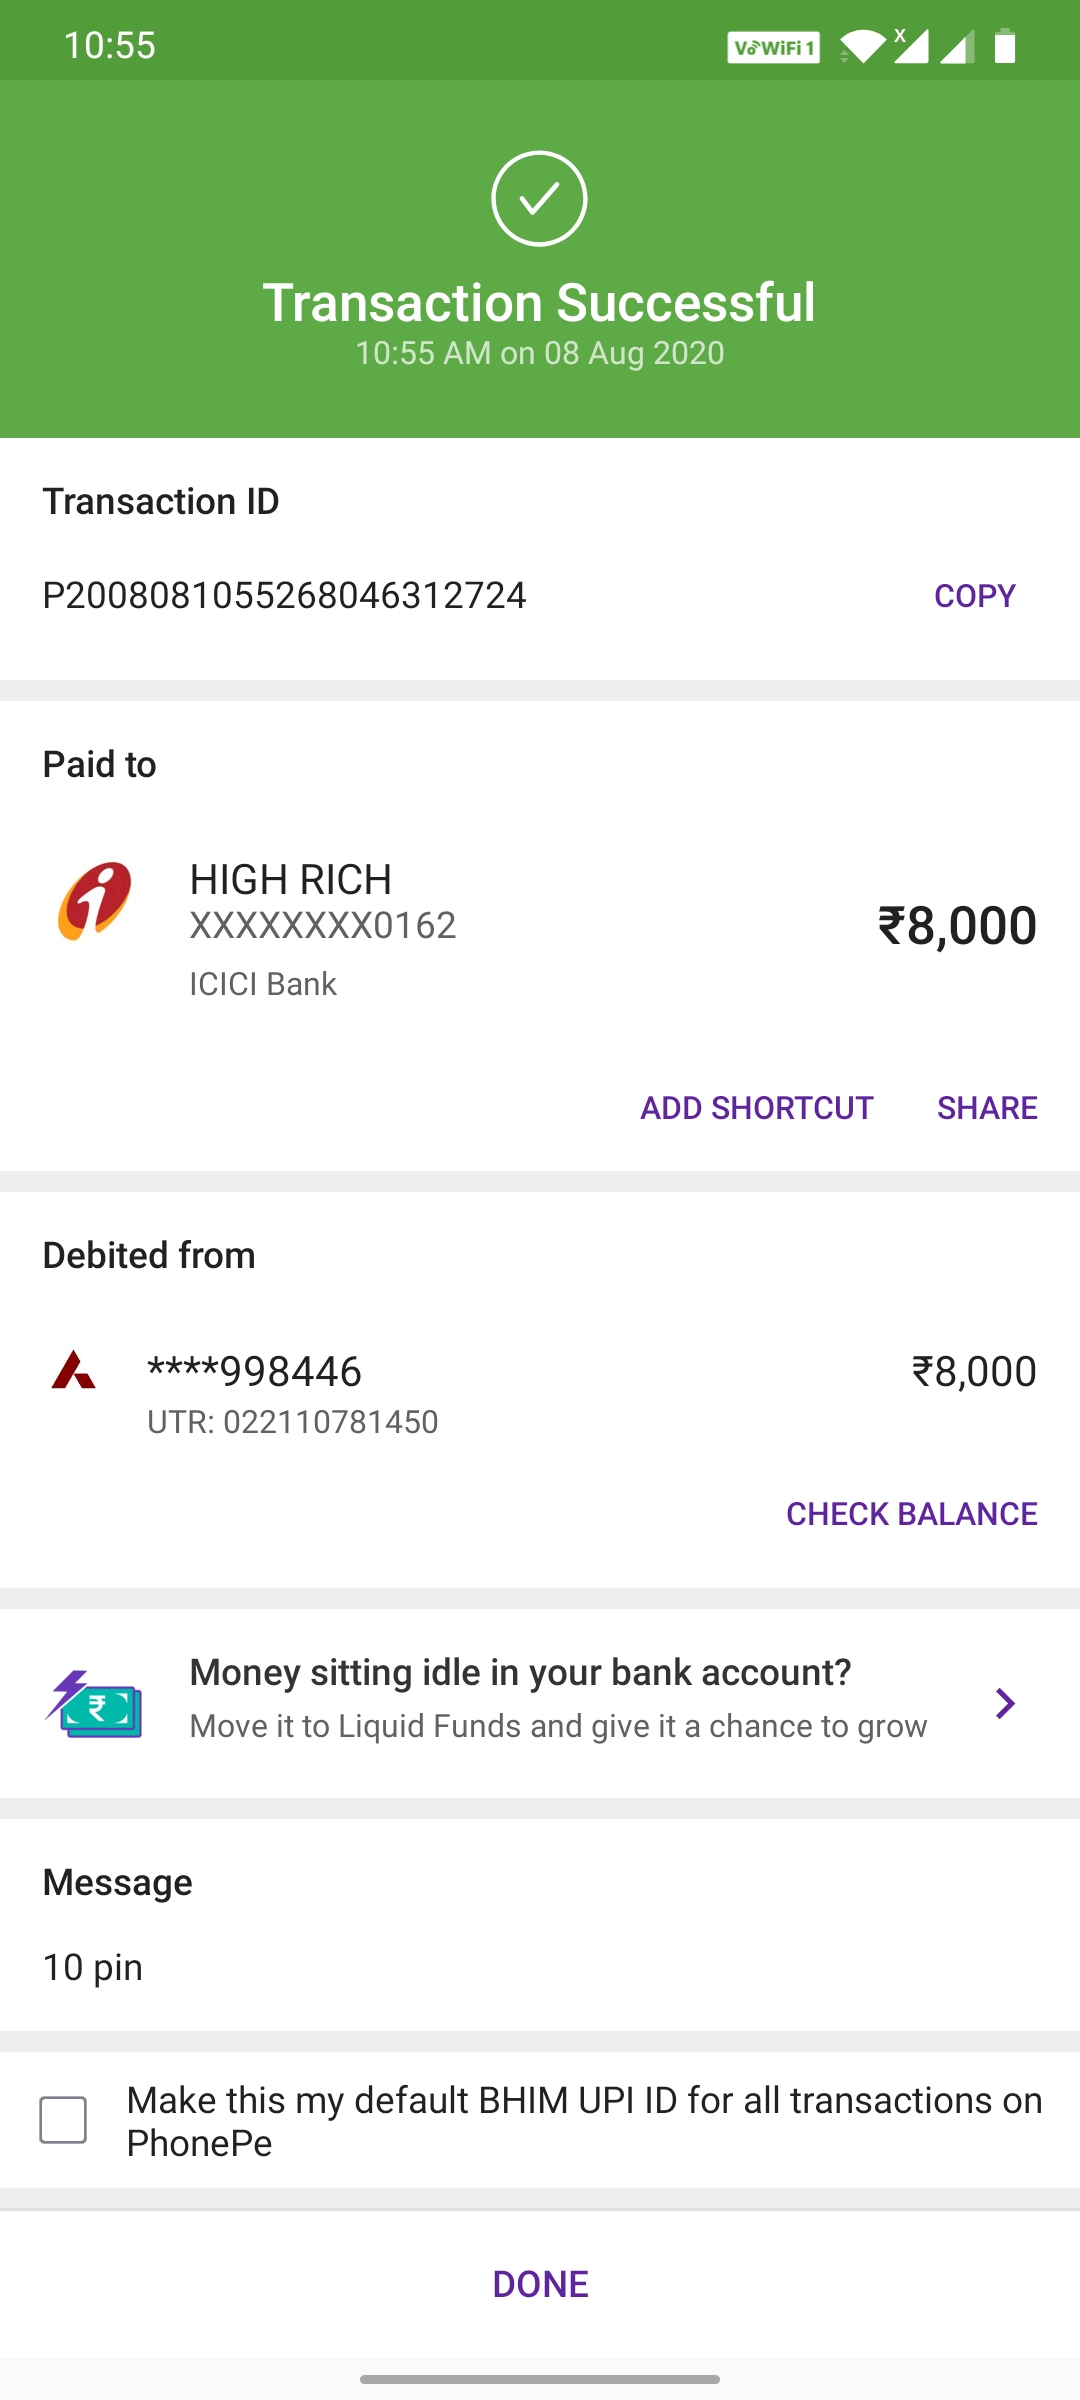 10:55
VoWiFi 1
X
Transaction Successful
10:55 AM on 08 Aug 2020
Transaction ID
P2008081055268046312724
COPY
Paid to
HIGH RICH
XXXXXXXX0162
₹8,000
ICICI Bank
ADD SHORTCUT SHARE
Debited from
****998446
₹8,000
UTR: 022110781450
CHECK BALANCE
Money sitting idle in your bank account?
₹
Move it to Liquid Funds and give it a chance to grow
Message
10 pin
Make this my default BHIM UPI ID for all transactions on
PhonePe
DONE